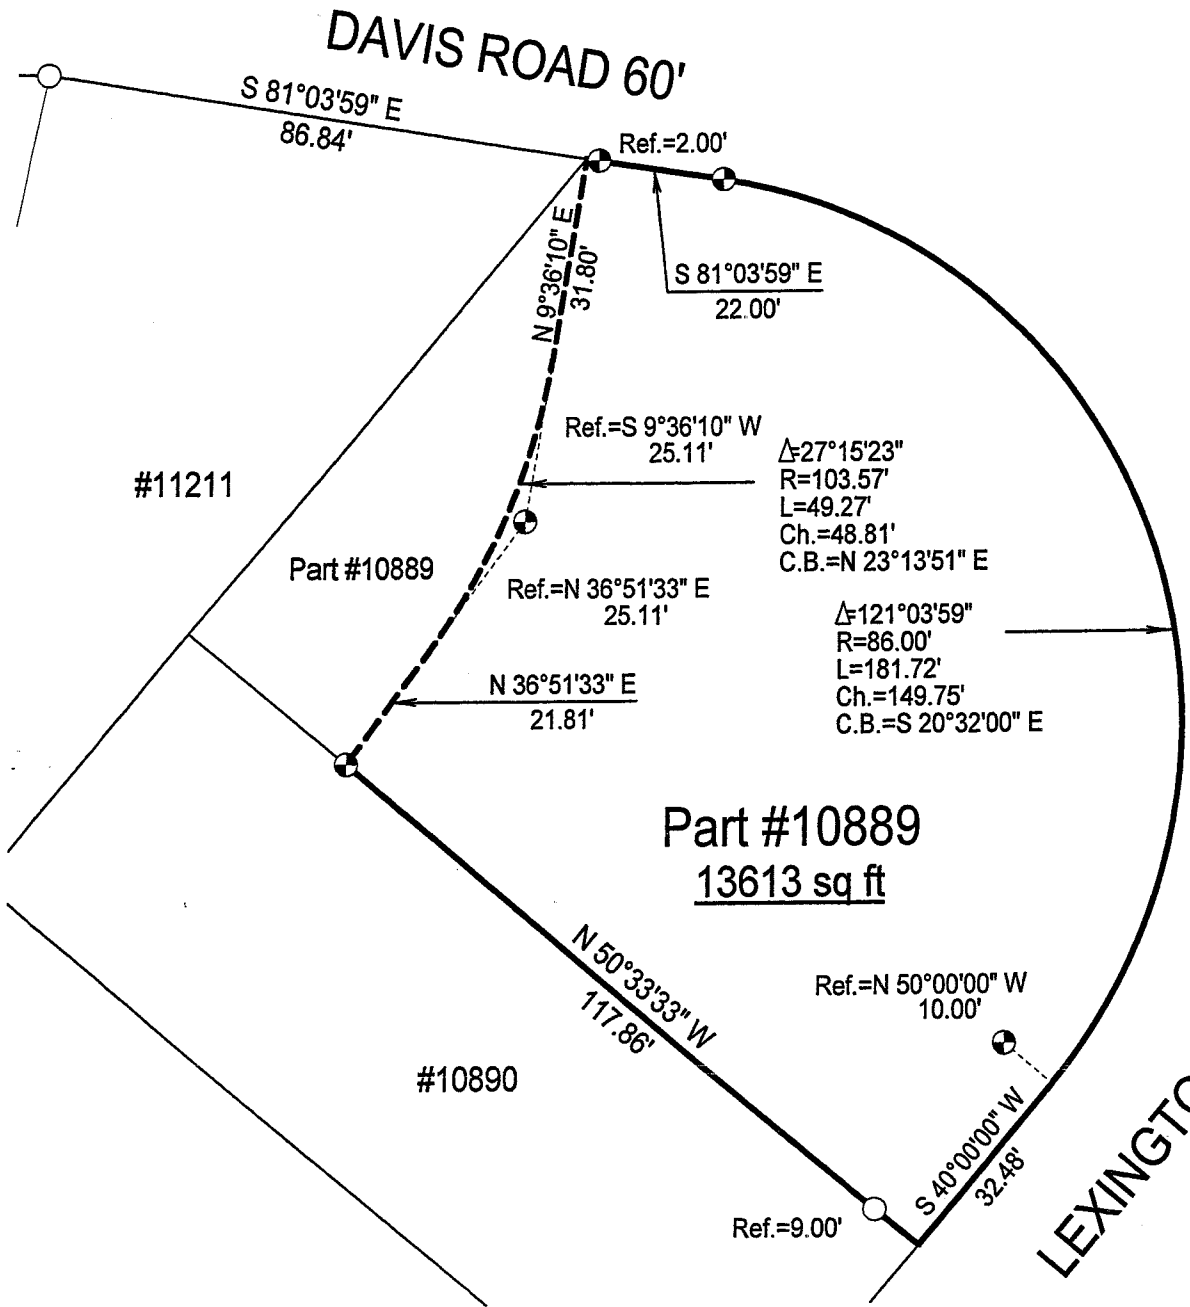 DAVIS ROAD 60'
S 81°03'59" E
86.84'
Ref.=2.00'
N 9°36'10" E
31.80'
S 81°03'59" E
22.00'
Ref.=S 9°36'10" W
25.11'
Δ=27°15'23"
R=103.57'
L=49.27'
Ch.=48.81'
C.B.=N 23°13'51" E
#11211
Part #10889
Ref.=N 36°51'33" E
25.11'
Δ=121°03'59"
R=86.00'
L=181.72'
Ch.=149.75'
C.B.=S 20°32'00" E
N 36°51'33" E
21.81'
Part #10889
13613 sq ft
N 50°33'33" W
117.86'
Ref.=N 50°00'00" W
10.00'
#10890
S 40°00'00" W
32.48'
Ref.=9.00'
LEXINGTO